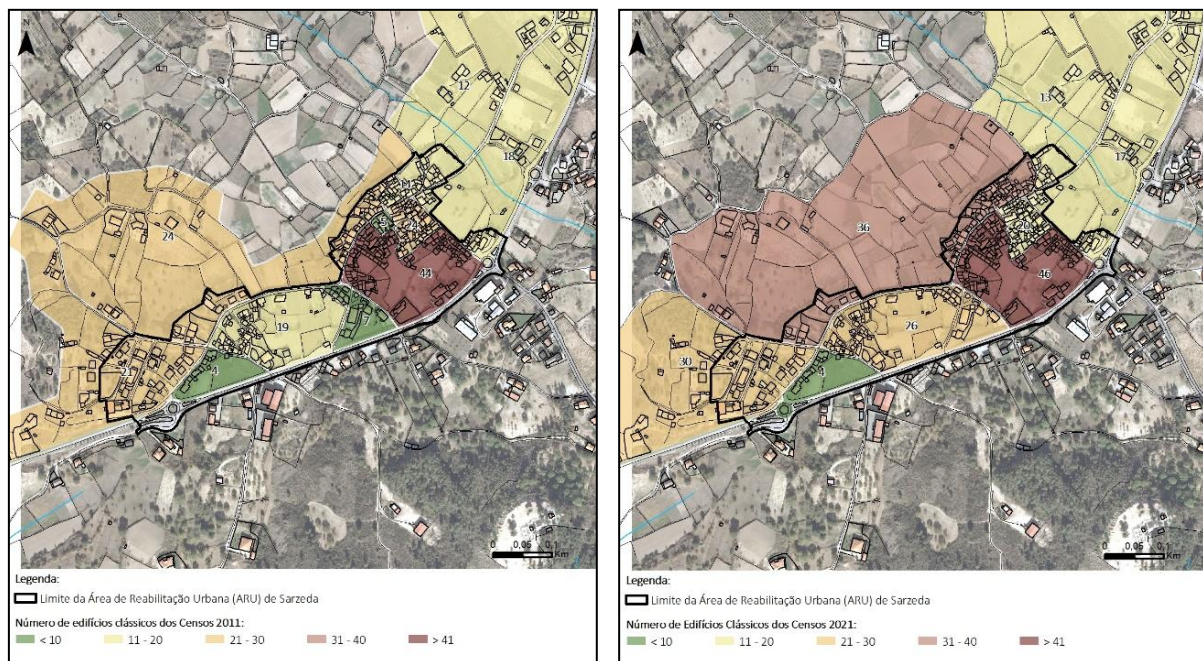 N
12
18
24
44
19
21
4
0 0,05 0,1
Km
Legenda:
Limite da Área de Reabilitação Urbana (ARU) de Sarzeda
Número de edifícios clássicos dos Censos 2011:
< 10 11 - 20 21 - 30 31 - 40 > 41
N
13
17
36
20
46
26
30
4
0 0,05 0,1
Km
Legenda:
Limite da Área de Reabilitação Urbana (ARU) de Sarzeda
Número de Edifícios Clássicos dos Censos 2021:
< 10 11 - 20 21 - 30 31 - 40 > 41